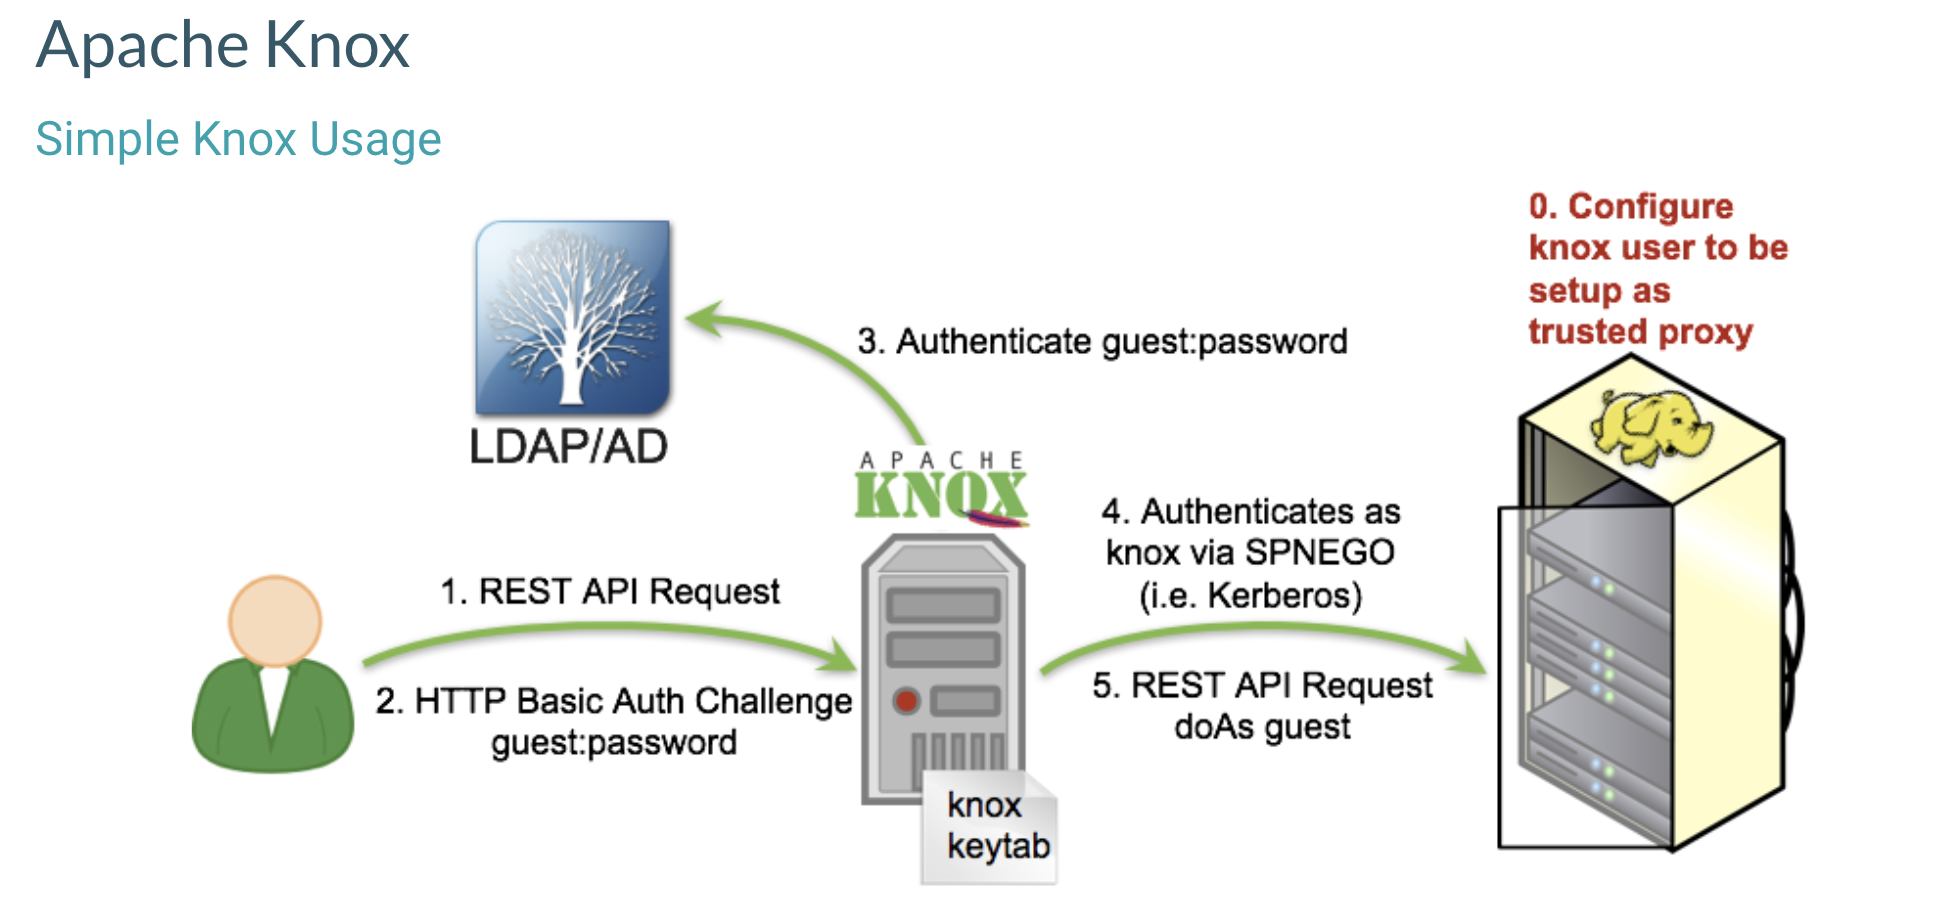 Apache Knox
Simple Knox Usage
0. Configure
knox user to be
setup as
trusted proxy
3. Authenticate guest:password
LDAP/AD
APACHE
KNOX
4. Authenticates as
knox via SPNEGO
(i.e. Kerberos)
1. REST API Request
2. HTTP Basic Auth Challenge
guest:password
5. REST API Request
doAs guest
knox
keytab